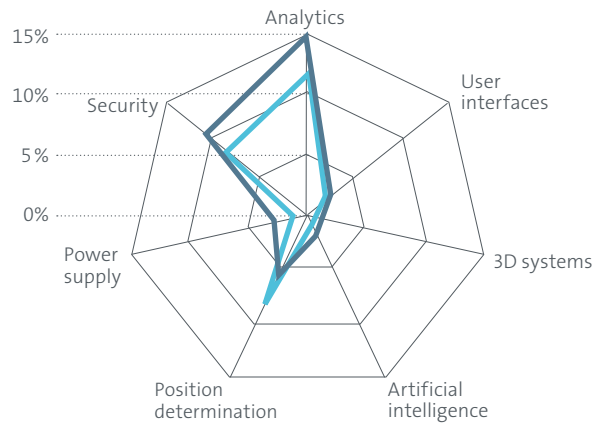 Analytics
15%
User
interfaces
10%
Security
5 %
0%
Power
supply
3D systems
Position
determination
Artificial
intelligence